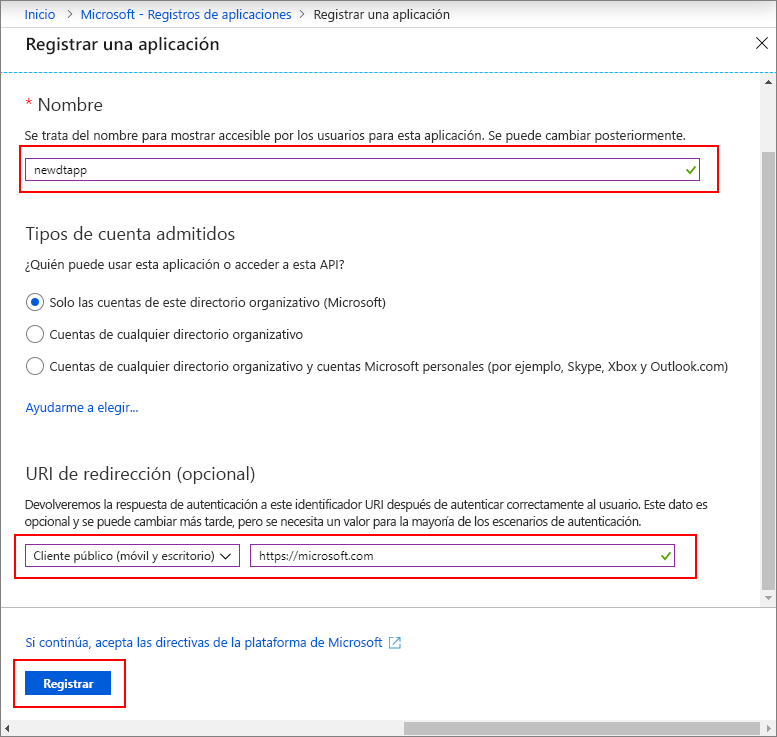 Inicio > Microsoft - Registros de aplicaciones > Registrar una aplicación
Registrar una aplicación
* Nombre
Se trata del nombre para mostrar accesible por los usuarios para esta aplicación. Se puede cambiar posteriormente.
newdtapp
Tipos de cuenta admitidos
¿Quién puede usar esta aplicación o acceder a esta API?
Solo las cuentas de este directorio organizativo (Microsoft)
Cuentas de cualquier directorio organizativo
Cuentas de cualquier directorio organizativo y cuentas Microsoft personales (por ejemplo, Skype, Xbox y Outlook.com)
Ayudarme a elegir...
URI de redirección (opcional)
Devolveremos la respuesta de autenticación a este identificador URI después de autenticar correctamente al usuario. Este dato es
opcional y se puede cambiar más tarde, pero se necesita un valor para la mayoría de los escenarios de autenticación.
Cliente público (móvil y escritorio) https://microsoft.com
Si continúa, acepta las directivas de la plataforma de Microsoft
Registrar